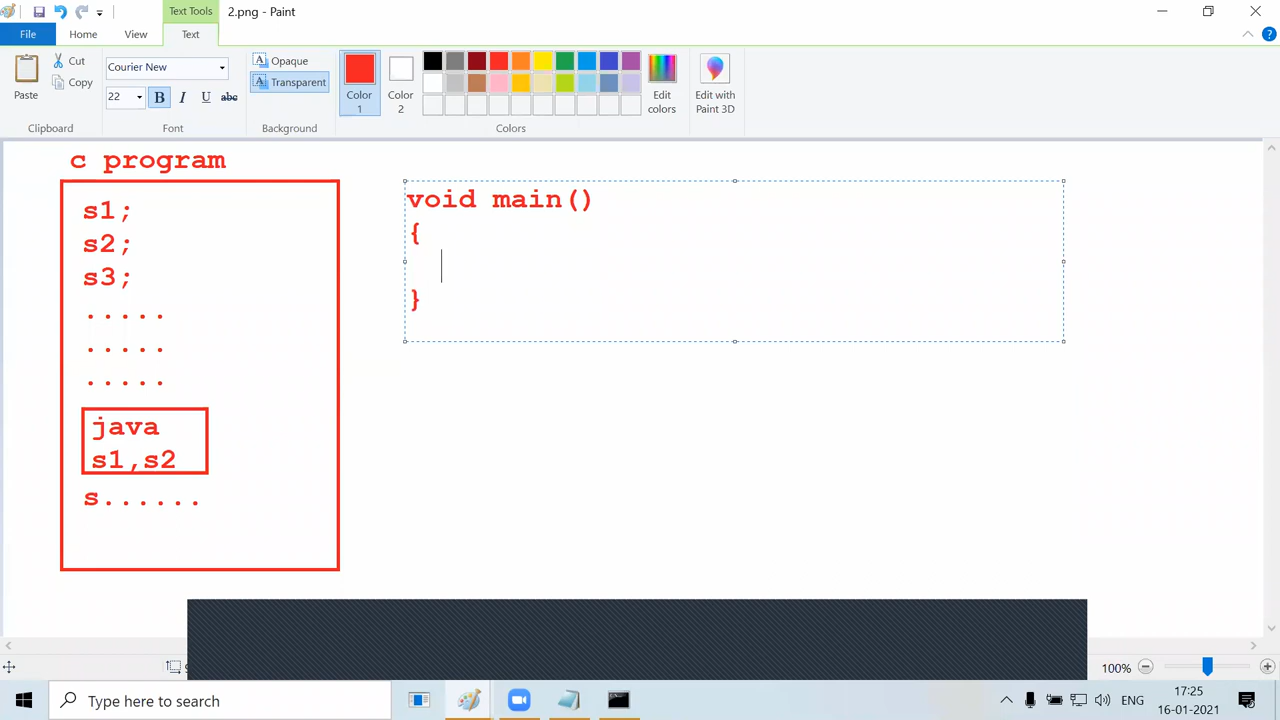 Text Tools
2.png - Paint
File
Home
View
Text
Paste
Cut
Copy
Clipboard
Courier New
22
B
I
U
abc
Font
Opaque
Transparent
Background
Color
1
Color
2
Edit
colors
Colors
Edit with
Paint 3D
c program
s1;
s2;
s3;
.....
.....
.....
java
s1,s2
s......
void main()
{
}
100%
Type here to search
ENG
17:25
16-01-2021